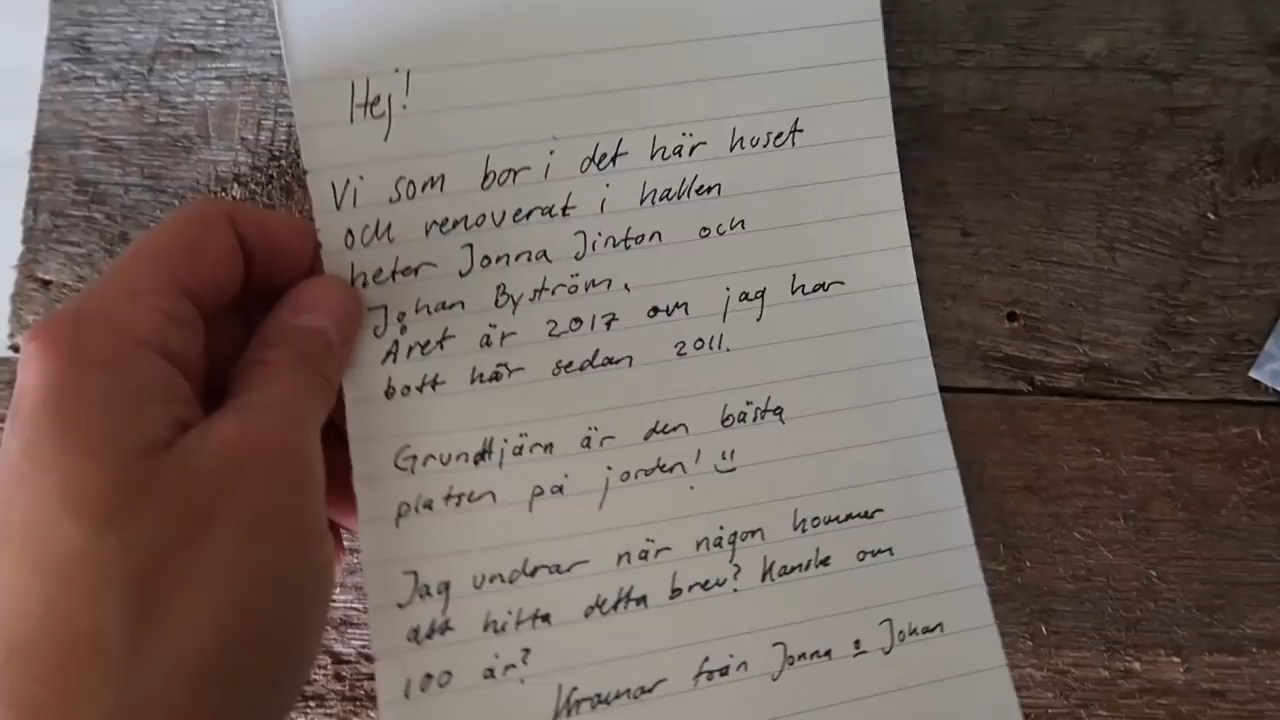 Hej!
Vi som bor i det här huset
och renoverat i hallen
heter Jonna Jinton och
Johan Byström.
Året är 2017 om jag har
bott här sedan 2011.
Grundtjärn är den bästa
platsen på jorden! :)
Jag undrar när någon kommer
att hitta detta brev? Kanske om
100 år?
Kramar från Jonna & Johan